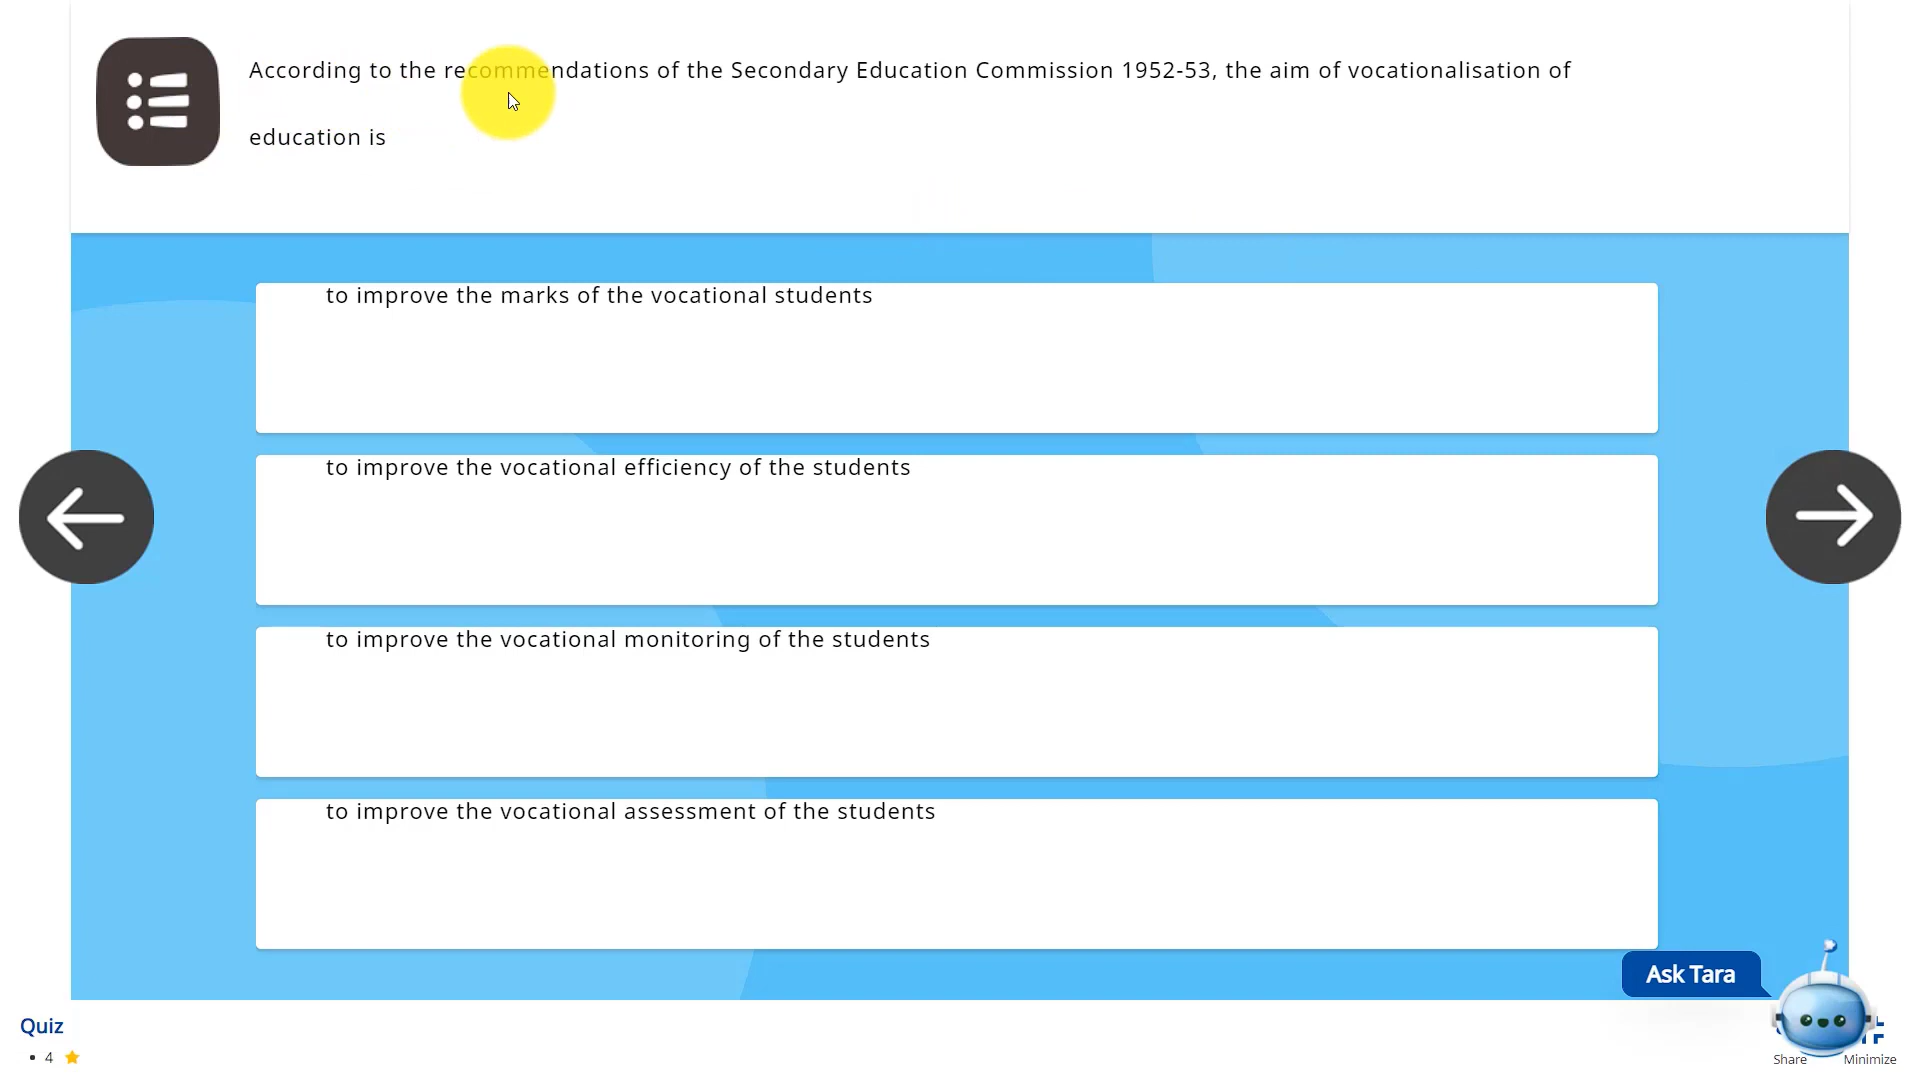 According to the recommendations of the Secondary Education Commission 1952-53, the aim of vocationalisation of
education is
to improve the marks of the vocational students
to improve the vocational efficiency of the students
to improve the vocational monitoring of the students
to improve the vocational assessment of the students
Ask Tara
Quiz
• 4
Share Minimize